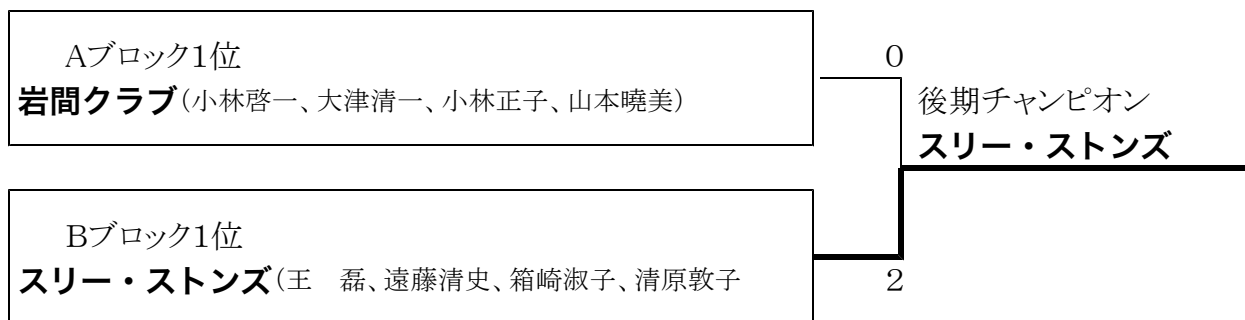 Aブロック1位
岩間クラブ(小林啓一、大津清一、小林正子、山本曉美)
0
後期チャンピオン
スリー・ストンズ
Bブロック1位
スリー・ストンズ(王　磊、遠藤清史、箱崎淑子、清原敦子
2